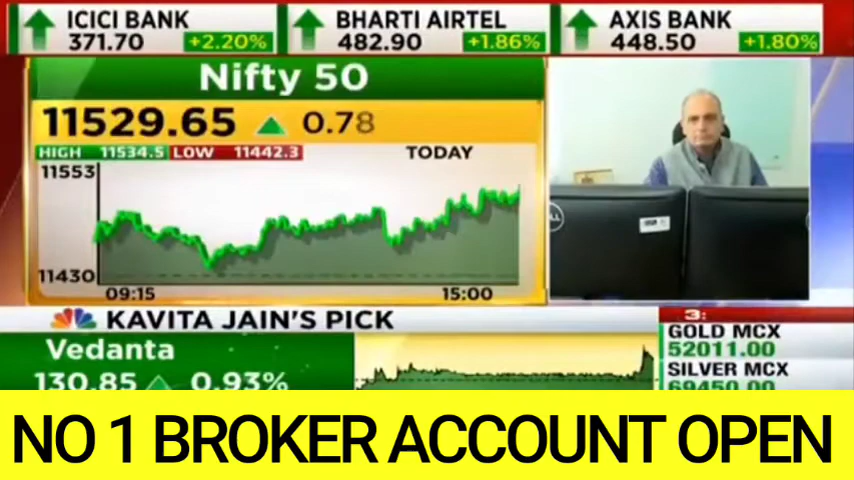 ICICI BANK
371.70 +2.20%
BHARTI AIRTEL
482.90 +1.86%
AXIS BANK
448.50 +1.80%
Nifty 50
11529.65 0.78
HIGH 11534.5 LOW 11442.3 TODAY
11553
11430
09:15 15:00
KAVITA JAIN'S PICK
Vedanta
130.85 0.93%
3:
GOLD MCX
52011.00
SILVER MCX
69450.00
NO 1 BROKER ACCOUNT OPEN